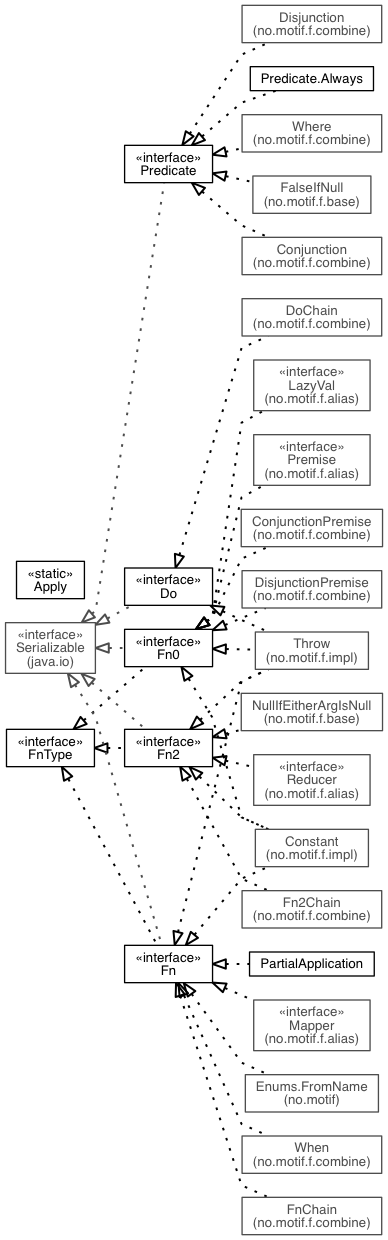 Disjunction
(no.motif.f.combine)
Predicate.Always
Where
(no.motif.f.combine)
«interface»
Predicate
FalseIfNull
(no.motif.f.base)
Conjunction
(no.motif.f.combine)
DoChain
(no.motif.f.combine)
«interface»
LazyVal
(no.motif.f.alias)
«interface»
Premise
(no.motif.f.alias)
ConjunctionPremise
(no.motif.f.combine)
«static»
Apply
«interface»
Do
DisjunctionPremise
(no.motif.f.combine)
«interface»
Serializable
(java.io)
«interface»
Fn0
Throw
(no.motif.f.impl)
NullIfEitherArgIsNull
(no.motif.f.base)
«interface»
FnType
«interface»
Fn2
«interface»
Reducer
(no.motif.f.alias)
Constant
(no.motif.f.impl)
Fn2Chain
(no.motif.f.combine)
«interface»
Fn
PartialApplication
«interface»
Mapper
(no.motif.f.alias)
Enums.FromName
(no.motif)
When
(no.motif.f.combine)
FnChain
(no.motif.f.combine)